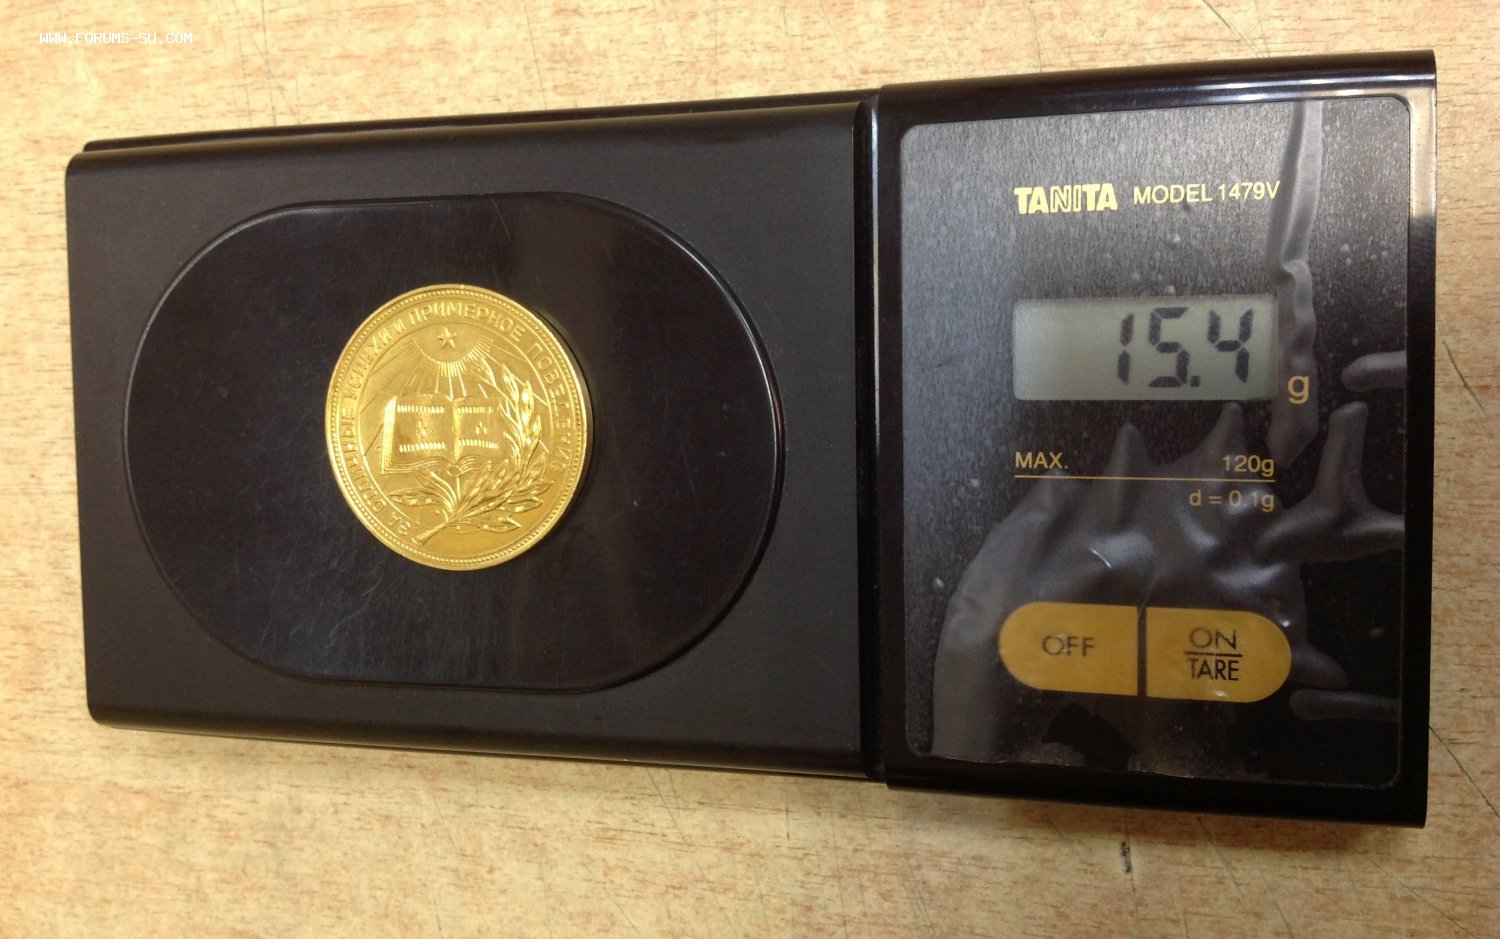 WWW.FORUMS-SU.COM
ЗА ОТЛИЧНЫЕ УСПЕХИ И ПРИМЕРНОЕ ПОВЕДЕНИЕ
TANITA MODEL 1479V
15.4 g
MAX. 120g
d = 0.1g
OFF
ON
TARE